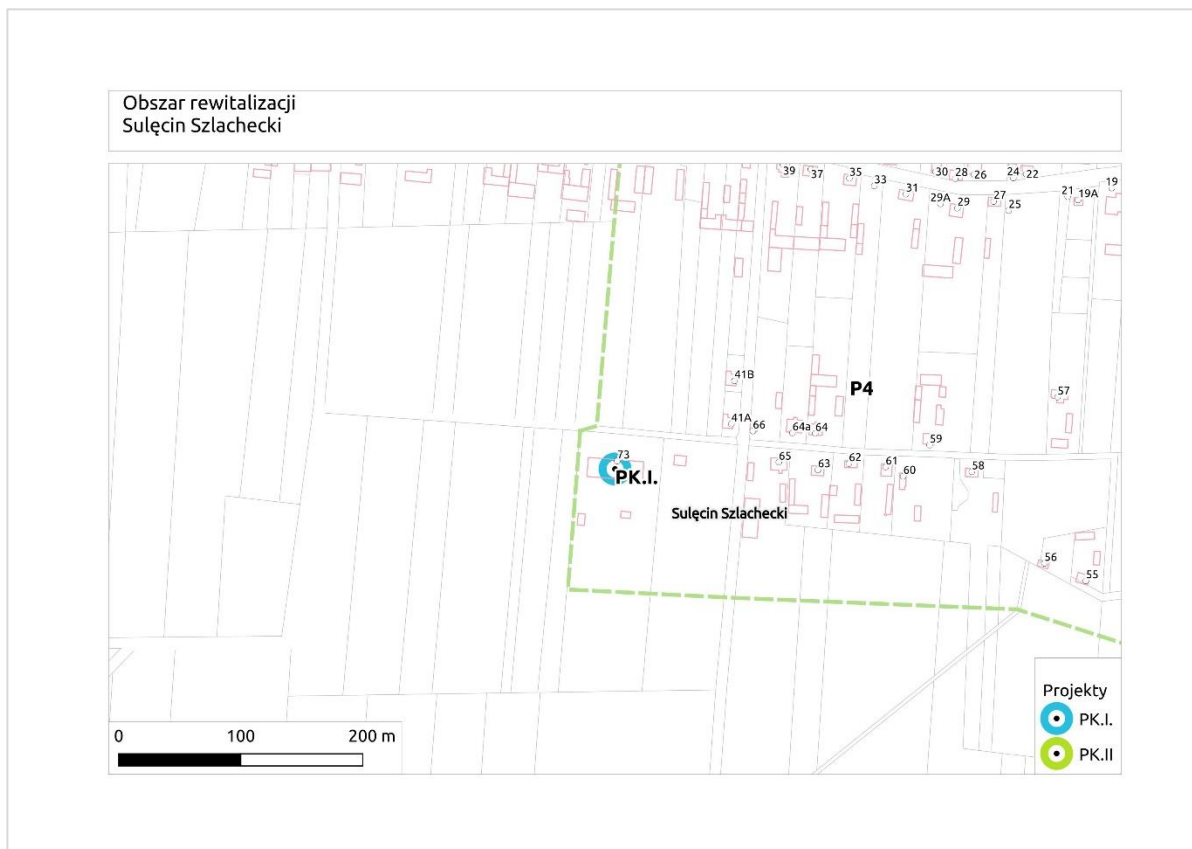 Obszar rewitalizacji
Sulęcin Szlachecki
39 37 35 33 31 30 28 26 24 22
29A 29 27 25 21 19A 19
41B
P4
57
41A 66 64a 64 59
73
PK.I.
65 63 62 61 60 58
Sulęcin Szlachecki
56 55
Projekty
PK.I.
PK.II
0 100 200 m